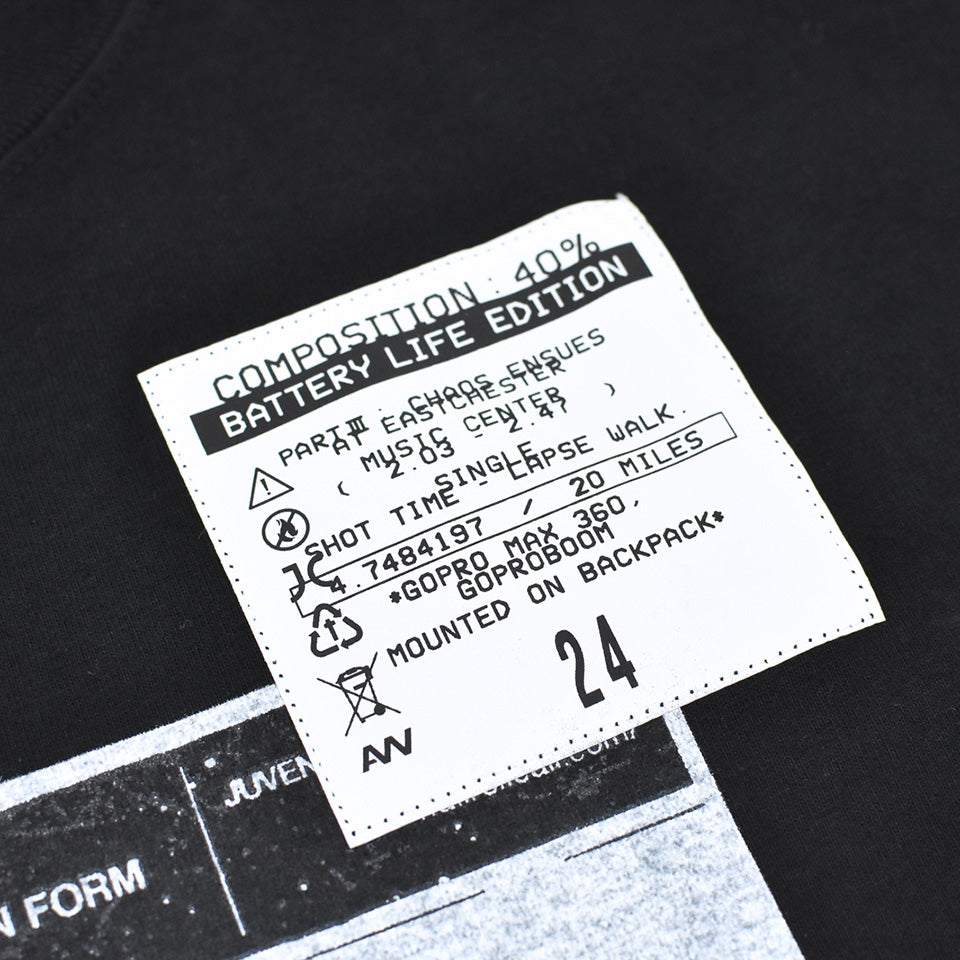 COMPOSITION : 40%
BATTERY LIFE EDITION
PART Ⅲ : CHAOS ENSUES
AT EASTCHESTER
MUSIC CENTER
( 2.03 - 2.47 )
SINGLE
SHOT TIME - LAPSE WALK.
4.7484197 / 20 MILES
*GOPRO MAX 360,
GOPROBOOM
MOUNTED ON BACKPACK*
24
AW
JUVEN
FORM